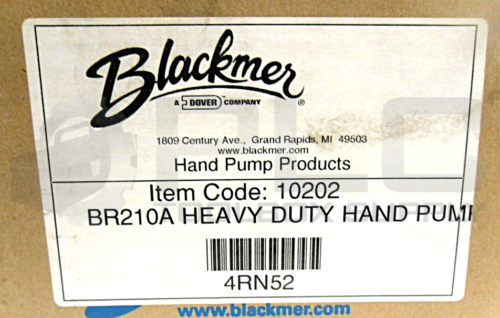 Blackmer
A DOVER COMPANY ®
1809 Century Ave., Grand Rapids, MI 49503
www.blackmer.com
Hand Pump Products
Item Code: 10202
BR210A HEAVY DUTY HAND PUMP
4RN52
www.blackmer.com